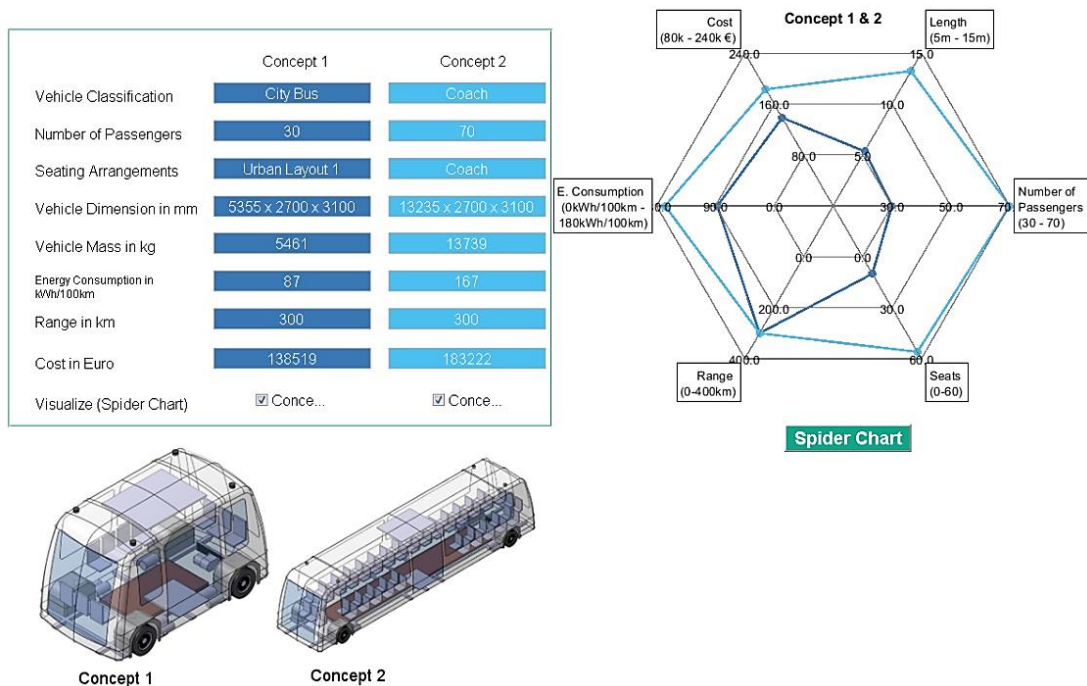 Concept 1 Concept 2
Vehicle Classification City Bus Coach
Number of Passengers 30 70
Seating Arrangements Urban Layout 1 Coach
Vehicle Dimension in mm 5355 x 2700 x 3100 13235 x 2700 x 3100
Vehicle Mass in kg 5461 13739
Energy Consumption in
kWh/100km
87 167
Range in km 300 300
Cost in Euro 138519 183222
Visualize (Spider Chart) Conce... Conce...
Concept 1 & 2
Cost
(80k - 240k €)
Length
(5m - 15m)
240.0 15.0
160.0 10.0
80.0 5.0
E. Consumption
(0kWh/100km -
180kWh/100km)
0.0 90.0 0.0 30.0 50.0 70
Number of
Passengers
(30 - 70)
0.0 0.0
200.0 30.0
400.0 60.0
Range
(0-400km)
Seats
(0-60)
Spider Chart
Concept 1
Concept 2